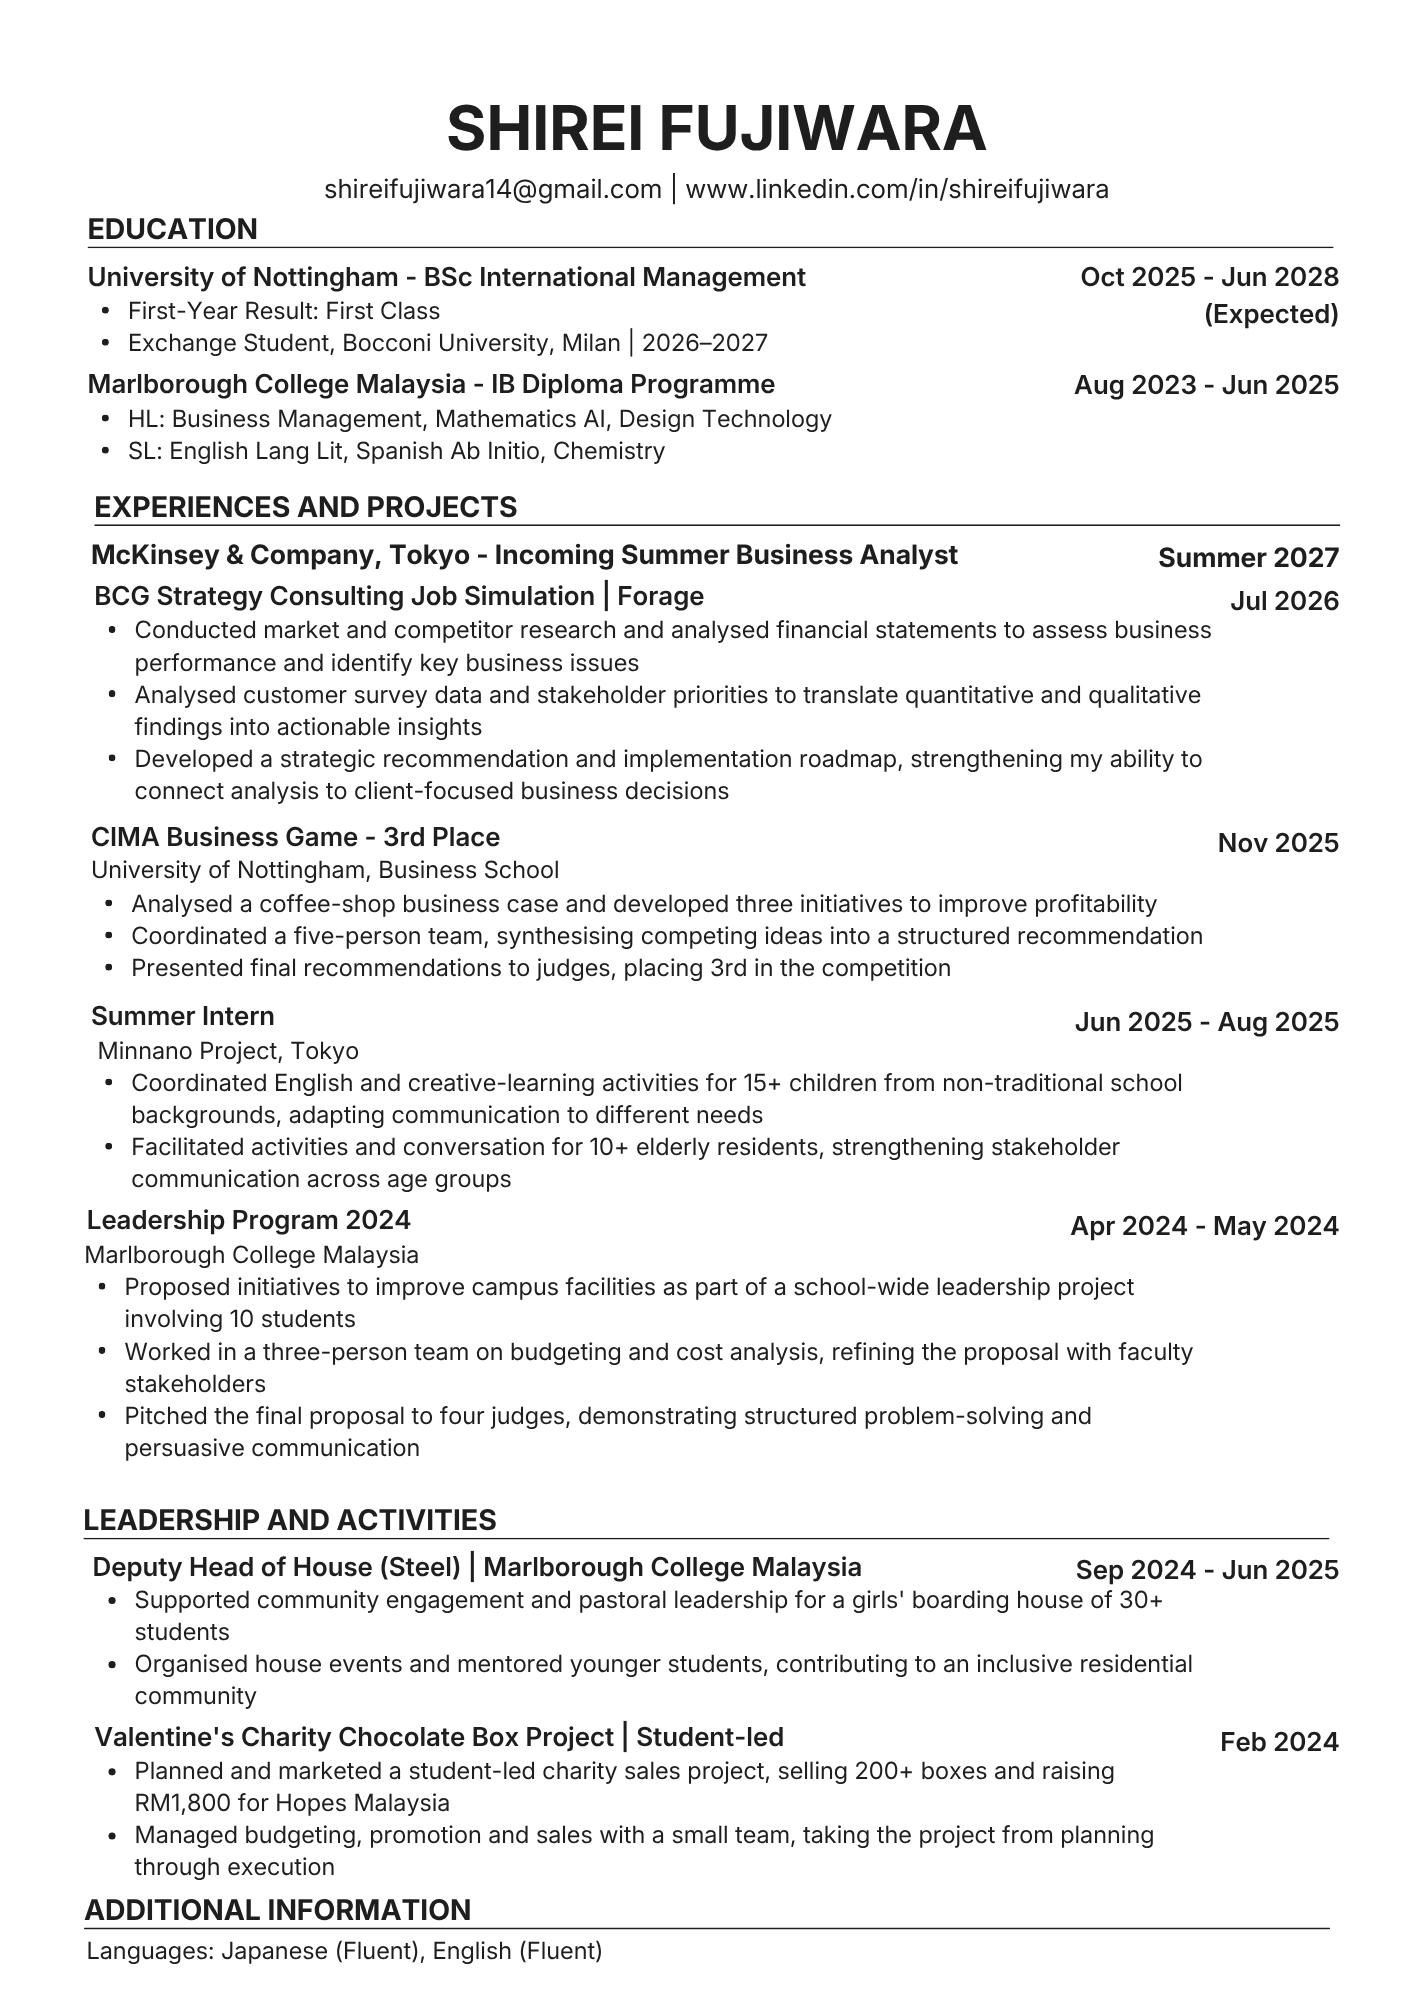 SHIREI FUJIWARA
shireifujiwara14@gmail.com | www.linkedin.com/in/shireifujiwara
EDUCATION
University of Nottingham - BSc International Management
Oct 2025 - Jun 2028
(Expected)
• First-Year Result: First Class
• Exchange Student, Bocconi University, Milan | 2026–2027
Marlborough College Malaysia - IB Diploma Programme
Aug 2023 - Jun 2025
• HL: Business Management, Mathematics AI, Design Technology
• SL: English Lang Lit, Spanish Ab Initio, Chemistry
EXPERIENCES AND PROJECTS
McKinsey & Company, Tokyo - Incoming Summer Business Analyst
Summer 2027
BCG Strategy Consulting Job Simulation | Forage
Jul 2026
• Conducted market and competitor research and analysed financial statements to assess business
performance and identify key business issues
• Analysed customer survey data and stakeholder priorities to translate quantitative and qualitative
findings into actionable insights
• Developed a strategic recommendation and implementation roadmap, strengthening my ability to
connect analysis to client-focused business decisions
CIMA Business Game - 3rd Place
Nov 2025
University of Nottingham, Business School
• Analysed a coffee-shop business case and developed three initiatives to improve profitability
• Coordinated a five-person team, synthesising competing ideas into a structured recommendation
• Presented final recommendations to judges, placing 3rd in the competition
Summer Intern
Jun 2025 - Aug 2025
Minnano Project, Tokyo
• Coordinated English and creative-learning activities for 15+ children from non-traditional school
backgrounds, adapting communication to different needs
• Facilitated activities and conversation for 10+ elderly residents, strengthening stakeholder
communication across age groups
Leadership Program 2024
Apr 2024 - May 2024
Marlborough College Malaysia
• Proposed initiatives to improve campus facilities as part of a school-wide leadership project
involving 10 students
• Worked in a three-person team on budgeting and cost analysis, refining the proposal with faculty
stakeholders
• Pitched the final proposal to four judges, demonstrating structured problem-solving and
persuasive communication
LEADERSHIP AND ACTIVITIES
Deputy Head of House (Steel) | Marlborough College Malaysia
Sep 2024 - Jun 2025
• Supported community engagement and pastoral leadership for a girls' boarding house of 30+
students
• Organised house events and mentored younger students, contributing to an inclusive residential
community
Valentine's Charity Chocolate Box Project | Student-led
Feb 2024
• Planned and marketed a student-led charity sales project, selling 200+ boxes and raising
RM1,800 for Hopes Malaysia
• Managed budgeting, promotion and sales with a small team, taking the project from planning
through execution
ADDITIONAL INFORMATION
Languages: Japanese (Fluent), English (Fluent)